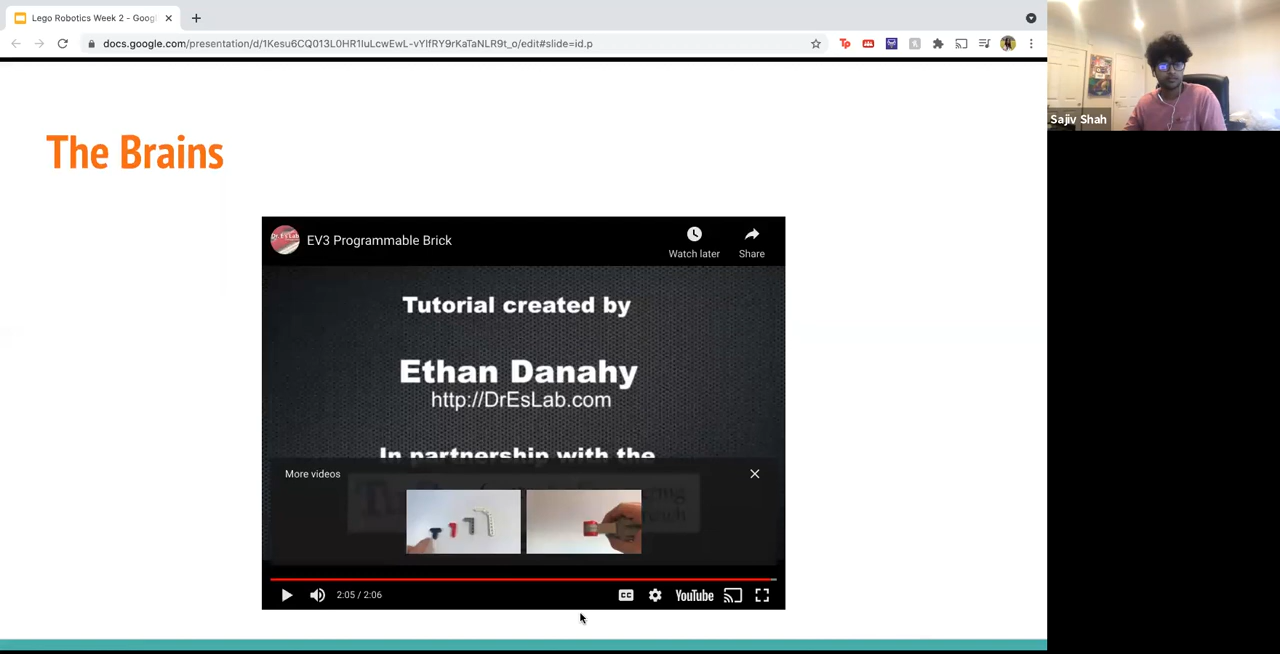 Lego Robotics Week 2 - Goog
docs.google.com/presentation/d/1Kesu6CQ013L0HR1IuLcwEwL-vYlfRY9rKaTaNLR9t_o/edit#slide=id.p
Sajiv Shah
The Brains
EV3 Programmable Brick
Watch later
Share
Tutorial created by
Ethan Danahy
http://DrEsLab.com
In partnership with the
More videos
2:05 / 2:06
CC
YouTube